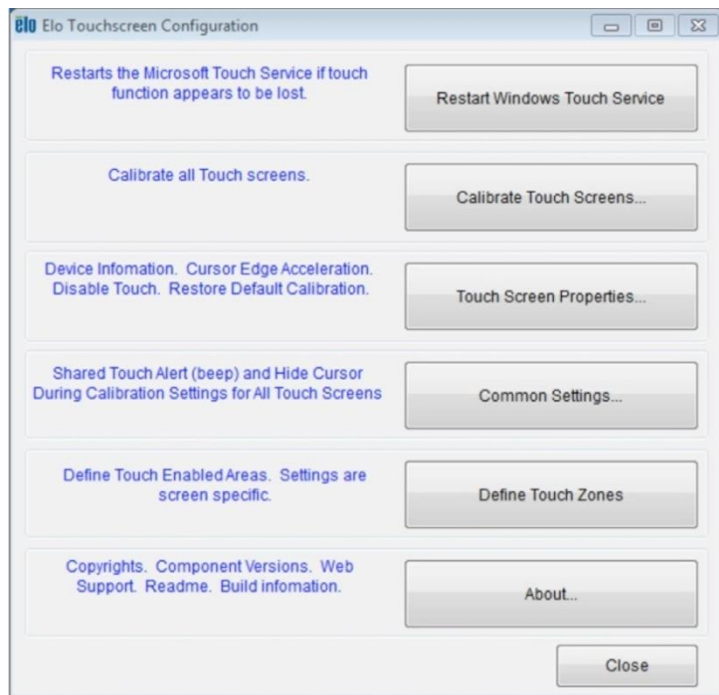 elo Elo Touchscreen Configuration
Restarts the Microsoft Touch Service if touch
function appears to be lost.
Restart Windows Touch Service
Calibrate all Touch screens.
Calibrate Touch Screens...
Device Infomation. Cursor Edge Acceleration.
Disable Touch. Restore Default Calibration.
Touch Screen Properties...
Shared Touch Alert (beep) and Hide Cursor
During Calibration Settings for All Touch Screens
Common Settings...
Define Touch Enabled Areas. Settings are
screen specific.
Define Touch Zones
Copyrights. Component Versions. Web
Support. Readme. Build infomation.
About...
Close